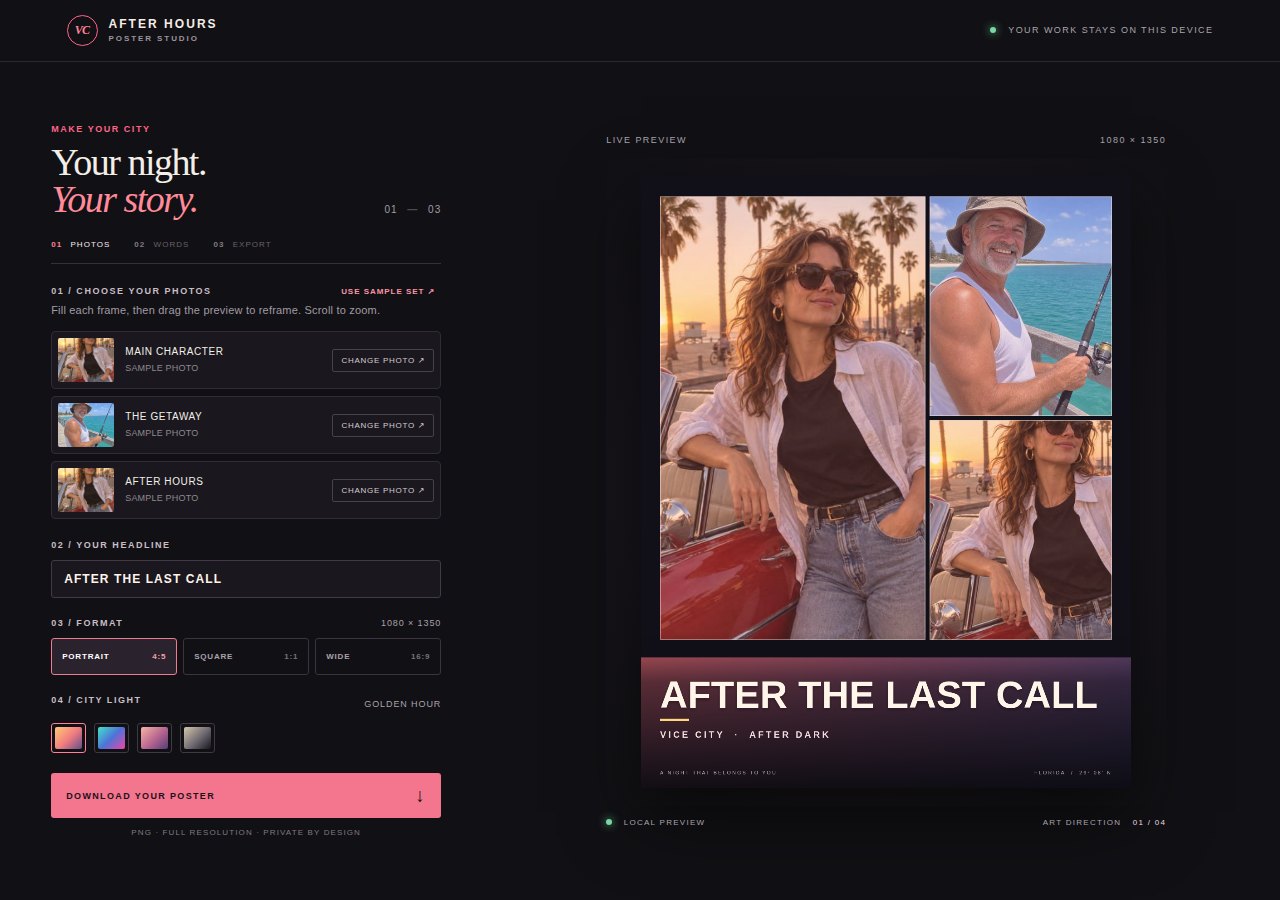 VC
AFTER HOURS
POSTER STUDIO
YOUR WORK STAYS ON THIS DEVICE
MAKE YOUR CITY
Your night.
Your story.
01 — 03
01 PHOTOS 02 WORDS 03 EXPORT
01 / CHOOSE YOUR PHOTOS
USE SAMPLE SET ↗
Fill each frame, then drag the preview to reframe. Scroll to zoom.
MAIN CHARACTER
SAMPLE PHOTO
CHANGE PHOTO ↗
THE GETAWAY
SAMPLE PHOTO
CHANGE PHOTO ↗
AFTER HOURS
SAMPLE PHOTO
CHANGE PHOTO ↗
02 / YOUR HEADLINE
AFTER THE LAST CALL
03 / FORMAT
1080 × 1350
PORTRAIT 4:5
SQUARE 1:1
WIDE 16:9
04 / CITY LIGHT
GOLDEN HOUR
DOWNLOAD YOUR POSTER ↓
PNG · FULL RESOLUTION · PRIVATE BY DESIGN
LIVE PREVIEW
1080 × 1350
AFTER THE LAST CALL
VICE CITY · AFTER DARK
A NIGHT THAT BELONGS TO YOU
FLORIDA /
LOCAL PREVIEW
ART DIRECTION 01 / 04